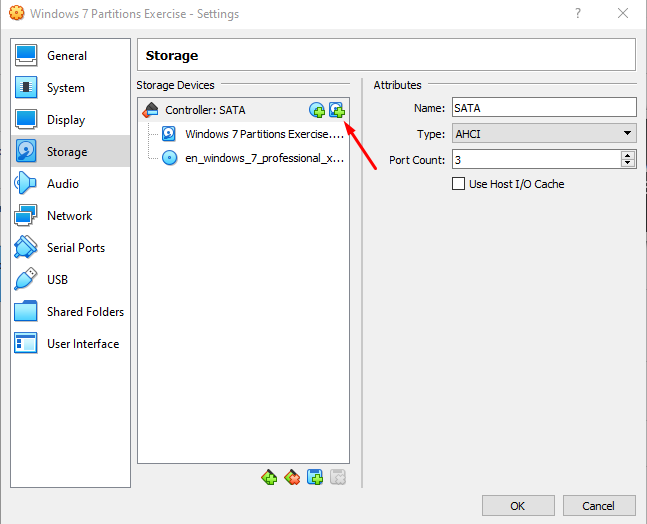 Windows 7 Partitions Exercise - Settings
?
General
System
Display
Storage
Audio
Network
Serial Ports
USB
Shared Folders
User Interface
Storage
Storage Devices
Controller: SATA
Windows 7 Partitions Exercise....
en_windows_7_professional_x...
Attributes
Name: SATA
Type: AHCI
Port Count: 3
Use Host I/O Cache
OK
Cancel